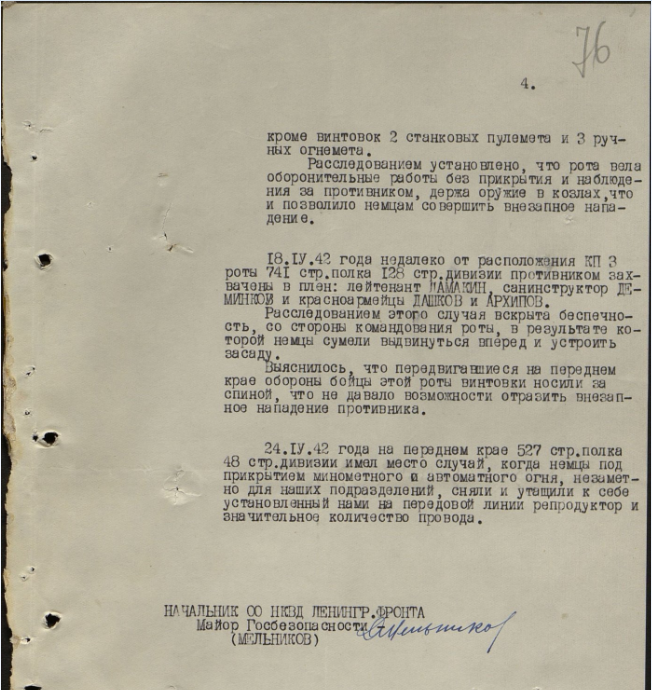 76
4.
кроме винтовок 2 станковых пулемета и 3 руч-
ных огнемета.
Расследованием установлено, что рота вела
оборонительные работы без прикрытия и наблюде-
ния за противником, держа оружие в козлах,что
и позволило немцам совершить внезапное напа-
дение.
18.IУ.42 года недалеко от расположения КП 3
роты 741 стр.полка 128 стр.дивизии противником зах-
вачены в плен: лейтенант ЛАМАКИН, санинструктор ДЕ-
МИНКОВ и красноармейцы ДАШКОВ и АРХИПОВ.
Расследованием этого случая вскрыта беспечно-
сть, со стороны командования роты, в результате ко-
торой немцы сумели выдвинуться вперед и устроить
засаду.
Выяснилось, что передвигавшиеся на переднем
крае обороны бойцы этой роты винтовки носили за
спиной, что не давало возможности отразить внезап-
ное нападение противника.
24.IУ.42 года на переднем крае 527 стр.полка
48 стр.дивизии имел место случай, когда немцы под
прикрытием минометного и автоматного огня, незамет-
но для наших подразделений, сняли и утащили к себе
установленный нами на передовой линии репродуктор и
значительное количество провода.
НАЧАЛЬНИК ОО НКВД ЛЕНИНГР.ФРОНТА
Майор Госбезопасности
(МЕЛЬНИКОВ)